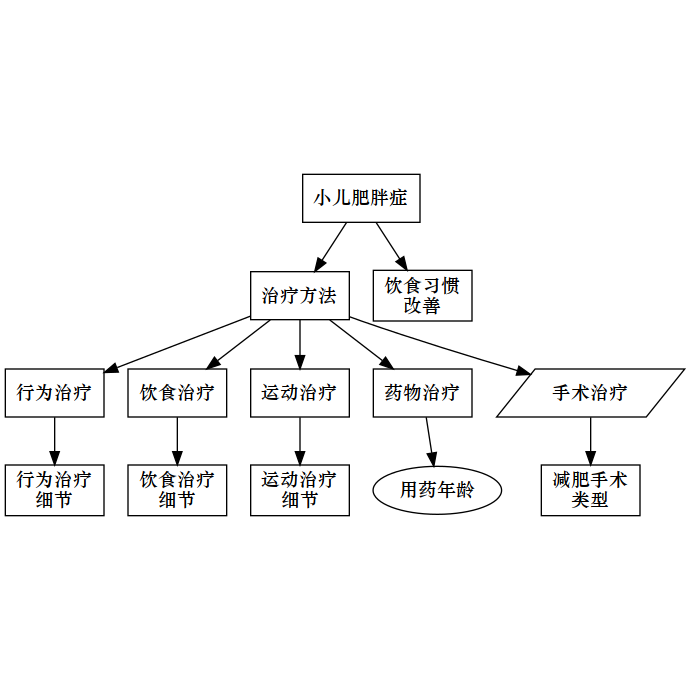 小儿肥胖症
治疗方法
饮食习惯
改善
行为治疗
饮食治疗
运动治疗
药物治疗
手术治疗
行为治疗
细节
饮食治疗
细节
运动治疗
细节
用药年龄
减肥手术
类型